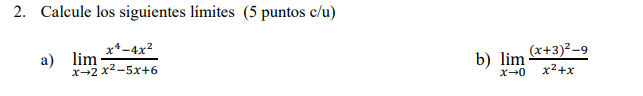 2. Calcule los siguientes límites (5 puntos c/u)
a) lim x→2 (x⁴−4x²)/(x²−5x+6) b) lim x→0 ((x+3)²−9)/(x²+x)